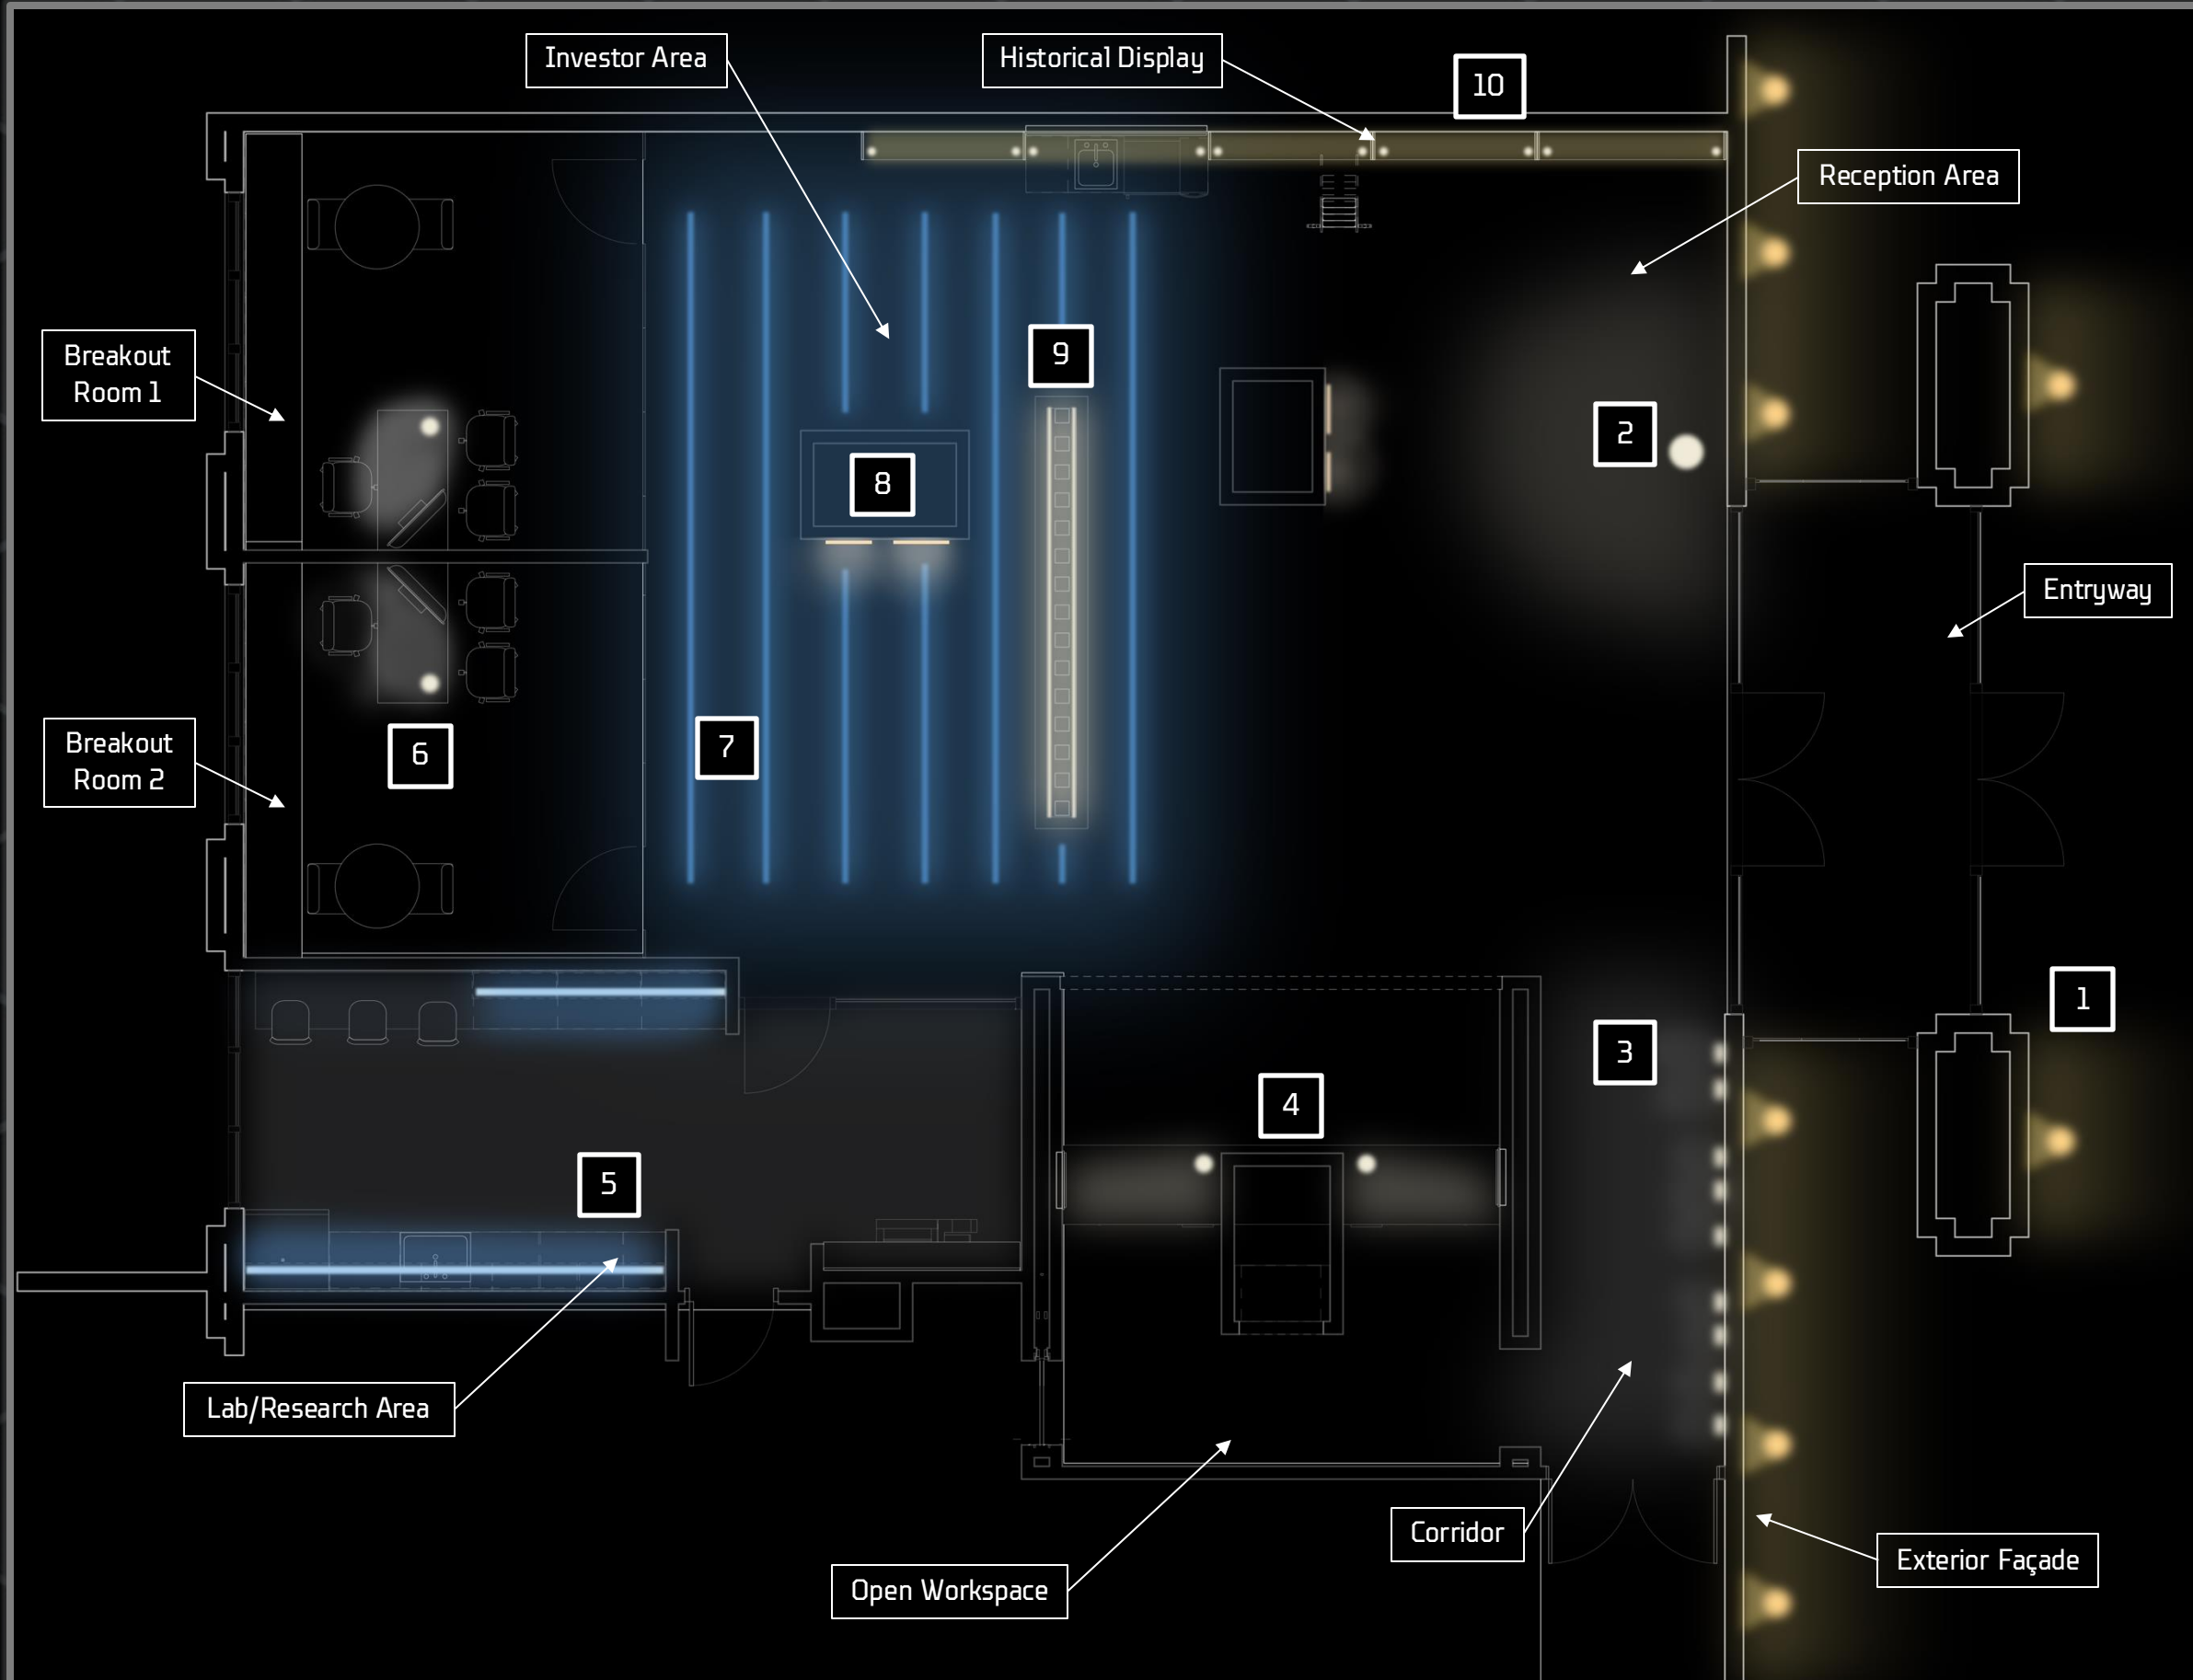 Investor Area
Historical Display
10
Reception Area
Breakout
Room 1
9
2
8
Entryway
Breakout
Room 2
7
6
1
3
4
5
Lab/Research Area
Corridor
Exterior Façade
Open Workspace